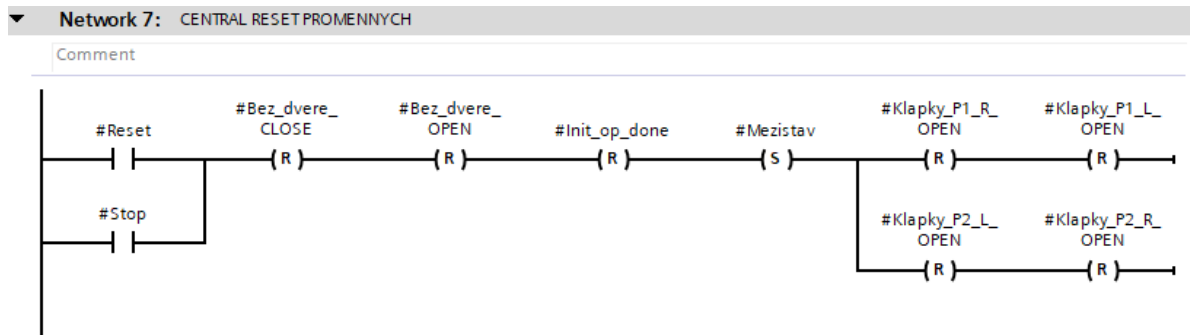 Network 7: CENTRAL RESET PROMENNYCH
Comment
#Reset
#Bez_dvere_
CLOSE
#Bez_dvere_
OPEN
#Init_op_done
#Mezistav
#Klapky_P1_R_
OPEN
#Klapky_P1_L_
OPEN
R
R
R
S
R
R
#Stop
#Klapky_P2_L_
OPEN
#Klapky_P2_R_
OPEN
R
R